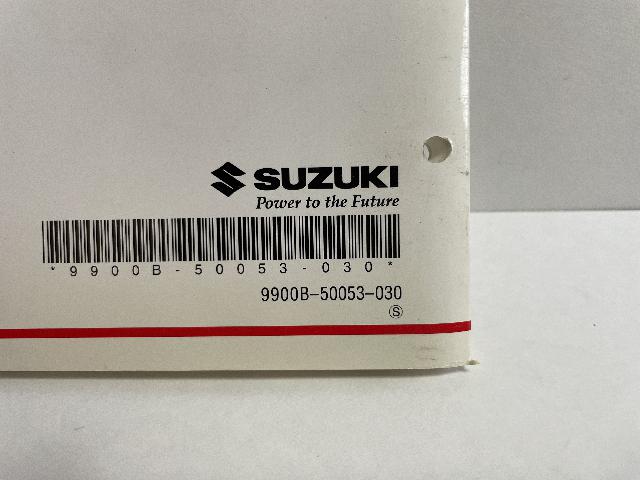 SUZUKI
Power to the Future
*9900B-50053-030*
9900B-50053-030
Ⓢ